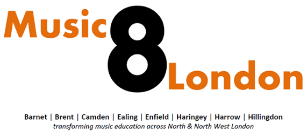 Music
8
London
Barnet | Brent | Camden | Ealing | Enfield | Haringey | Harrow | Hillingdon
transforming music education across North & North West London